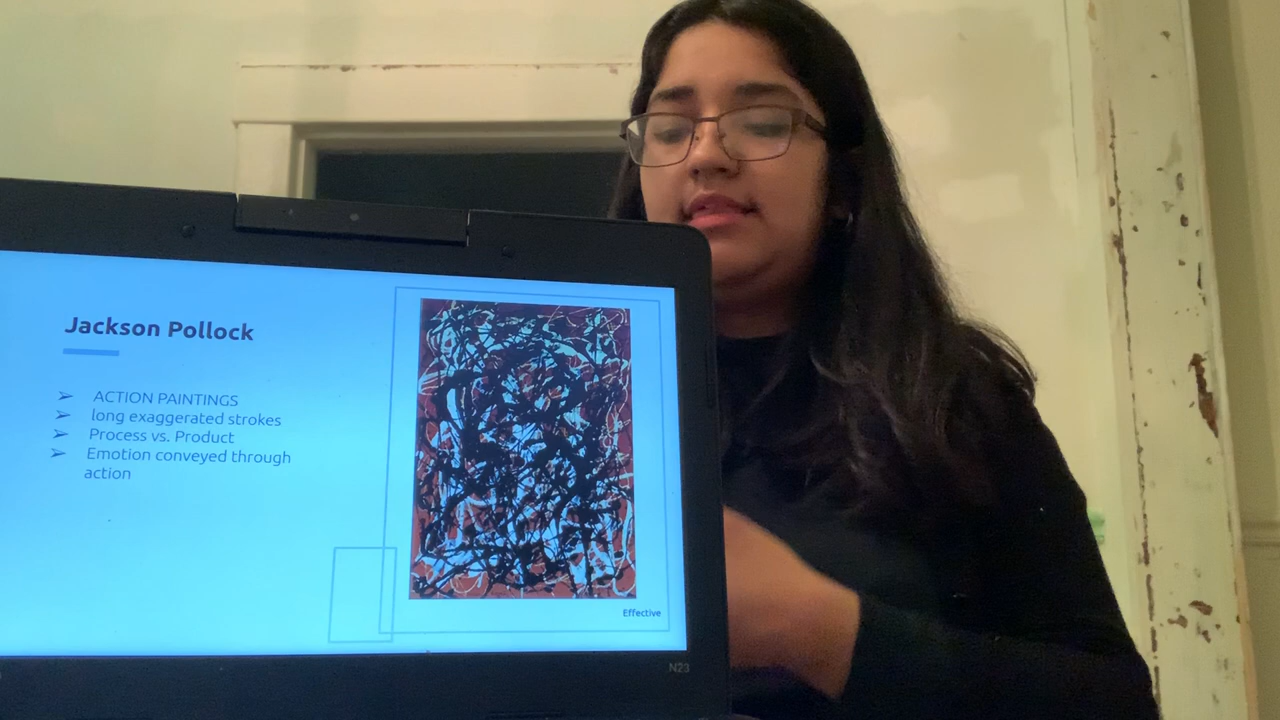 Jackson Pollock
➢ ACTION PAINTINGS
➢ long exaggerated strokes
➢ Process vs. Product
➢ Emotion conveyed through
action
Effective
N23